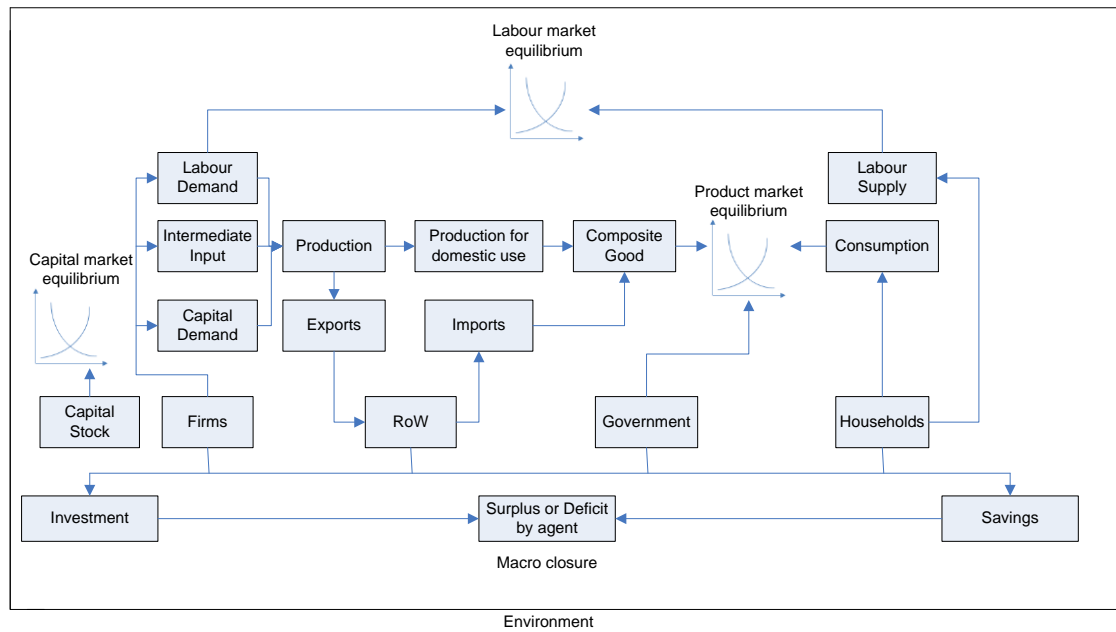 Labour market
equilibrium
Labour
Demand
Labour
Supply
Product market
equilibrium
Intermediate
Input
Production
Production for
domestic use
Composite
Good
Consumption
Capital market
equilibrium
Capital
Demand
Exports
Imports
Capital
Stock
Firms
RoW
Government
Households
Investment
Surplus or Deficit
by agent
Savings
Macro closure
Environment